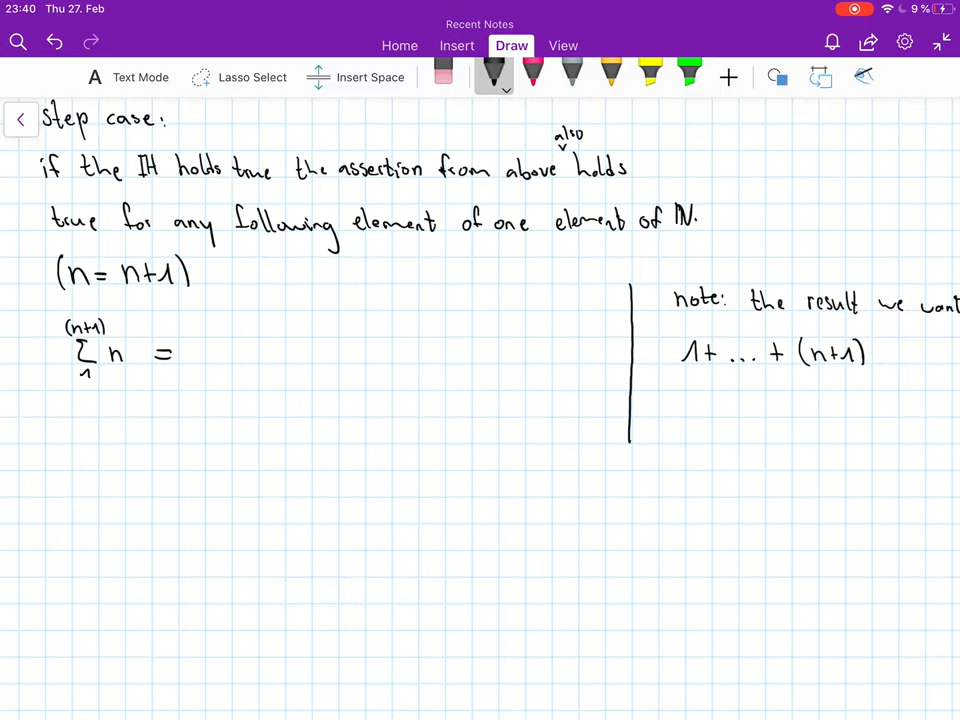 23:40 Thu 27. Feb
9 %
Recent Notes
Home Insert Draw View
A Text Mode Lasso Select Insert Space
Step case:
also
if the IH holds true the assertion from above holds
true for any following element of one element of ℕ.
(n = n+1)
note: the result we want
(n+1)
∑ n =
1
1 + ... + (n+1)